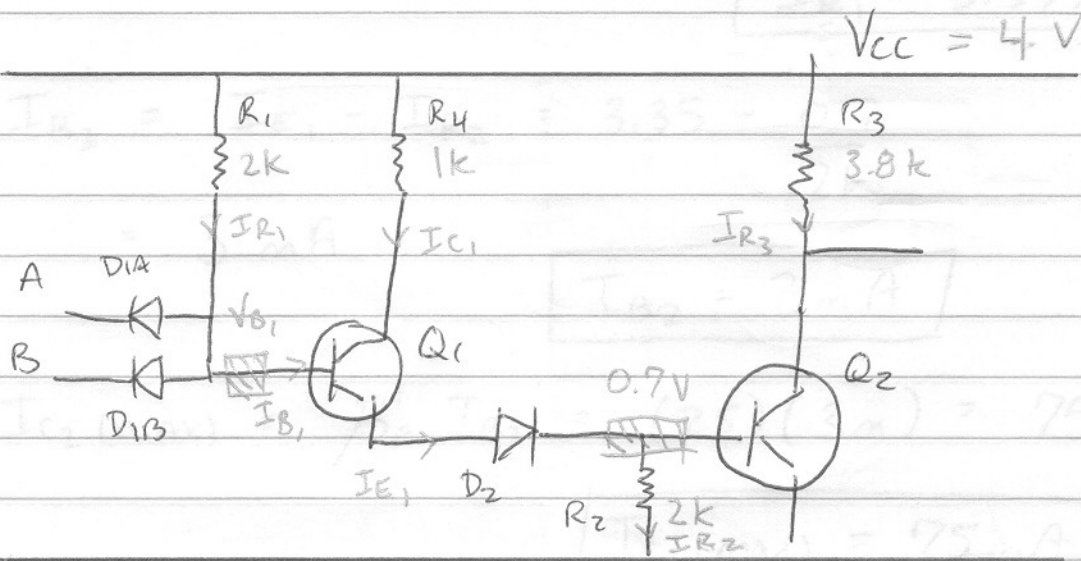 VCC = 4 V
R1
R4
R3
2k
1k
3.8k
IR1
IC1
IR3
A
D1A
VB1
B
D1B
IB1
Q1
0.7V
Q2
IE1
D2
R2
2k
IR2